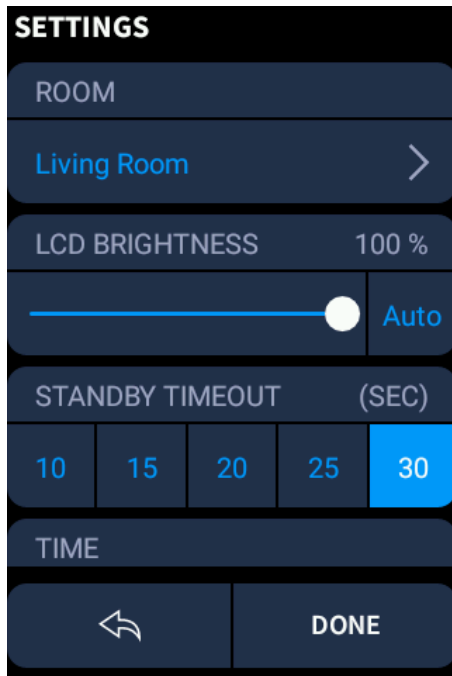 SETTINGS
ROOM
Living Room
LCD BRIGHTNESS 100 %
Auto
STANDBY TIMEOUT (SEC)
10 15 20 25 30
TIME
DONE